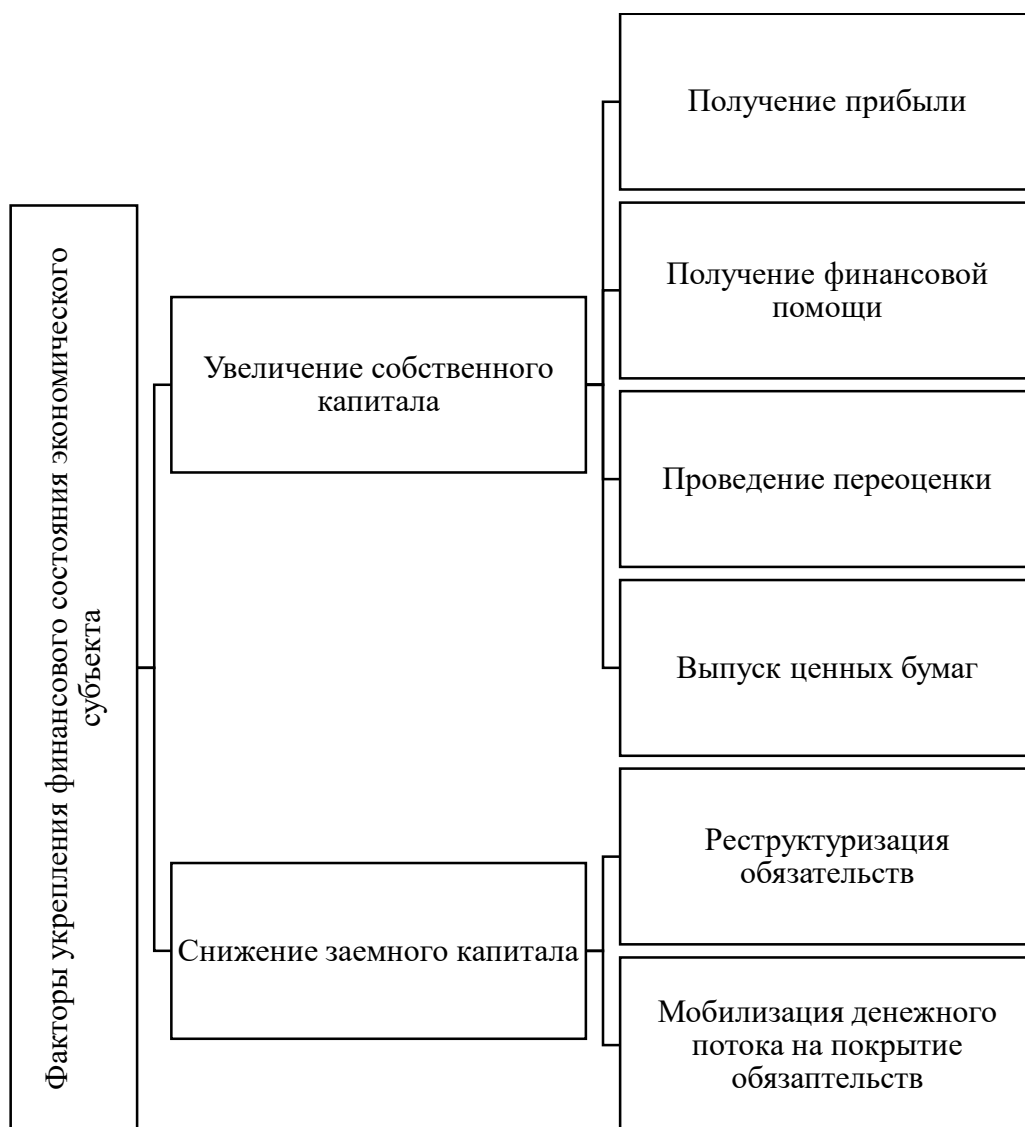 Факторы укрепления финансового состояния экономического
субъекта
Увеличение собственного
капитала
Получение прибыли
Получение финансовой
помощи
Проведение переоценки
Выпуск ценных бумаг
Снижение заемного капитала
Реструктуризация
обязательств
Мобилизация денежного
потока на покрытие
обязаптельств